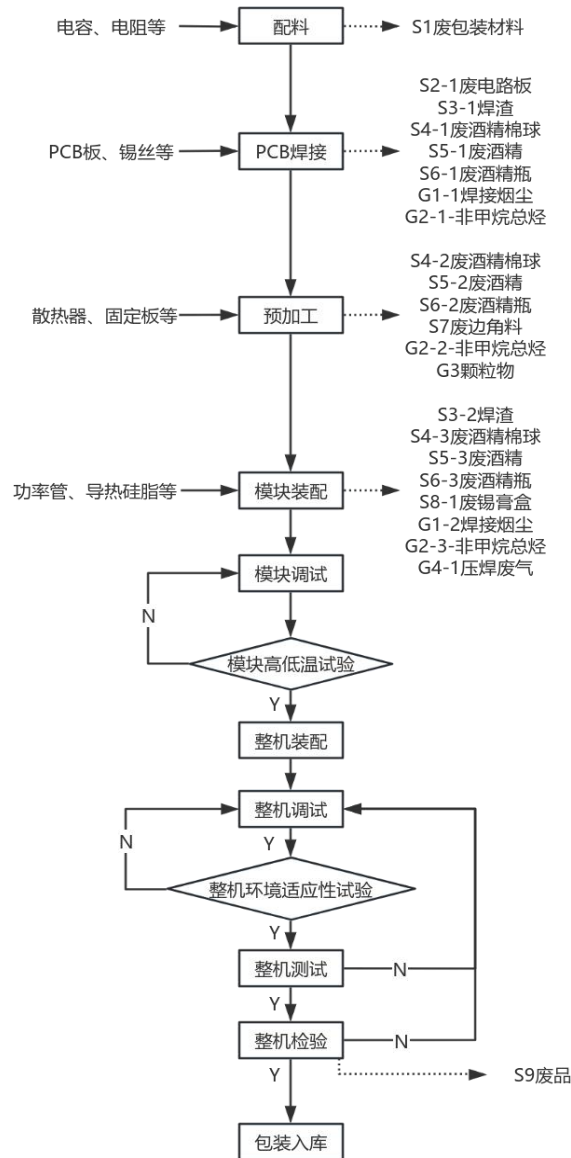 电容、电阻等
配料
S1废包装材料
S2-1废电路板
S3-1焊渣
S4-1废酒精棉球
PCB板、锡丝等
PCB焊接
S5-1废酒精
S6-1废酒精瓶
G1-1焊接烟尘
G2-1-非甲烷总烃
S4-2废酒精棉球
S5-2废酒精
散热器、固定板等
预加工
S6-2废酒精瓶
S7废边角料
G2-2-非甲烷总烃
G3颗粒物
S3-2焊渣
S4-3废酒精棉球
S5-3废酒精
功率管、导热硅脂等
模块装配
S6-3废酒精瓶
S8-1废锡膏盒
G1-2焊接烟尘
G2-3-非甲烷总烃
G4-1压焊废气
模块调试
N
模块高低温试验
Y
整机装配
整机调试
N
Y
整机环境适应性试验
Y
整机测试
N
Y
整机检验
N
Y
S9废品
包装入库